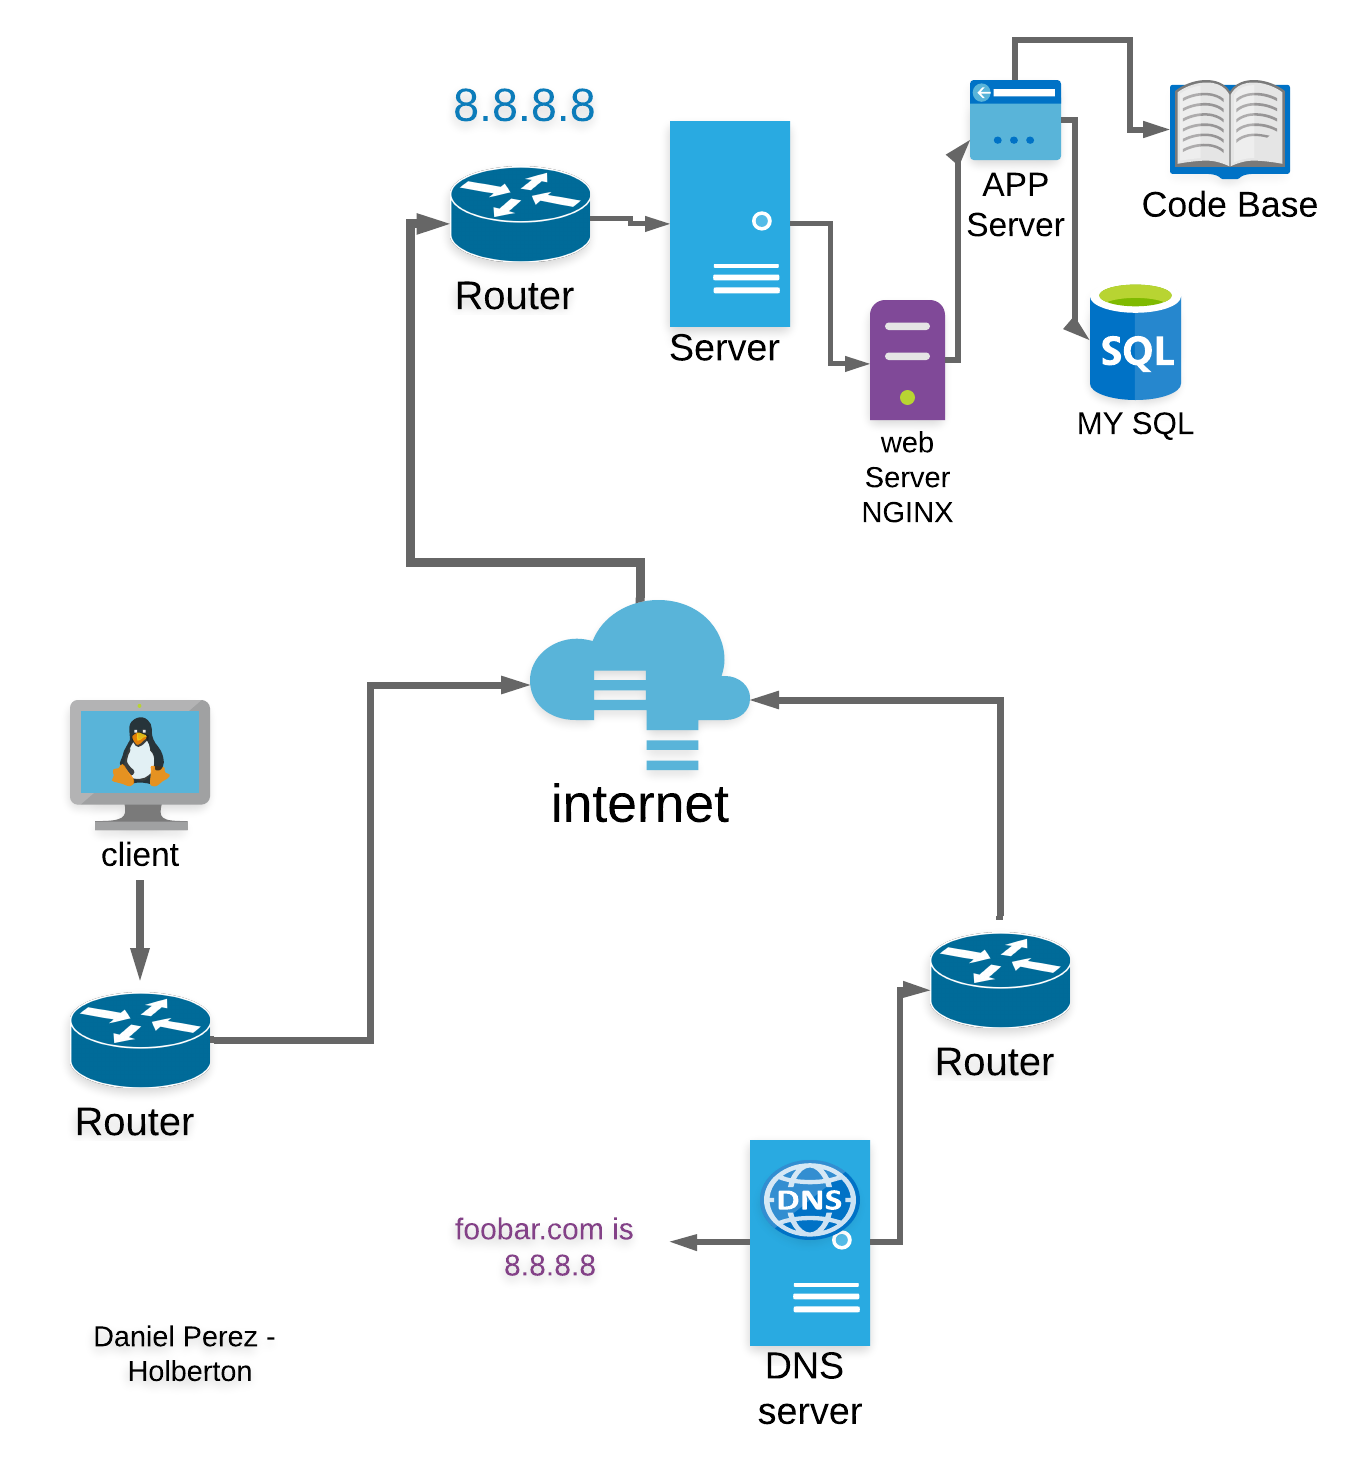 8.8.8.8
Router
Server
APP
Server
Code Base
SQL
MY SQL
web
Server
NGINX
internet
client
Router
Router
DNS
foobar.com is
8.8.8.8
DNS
server
Daniel Perez -
Holberton